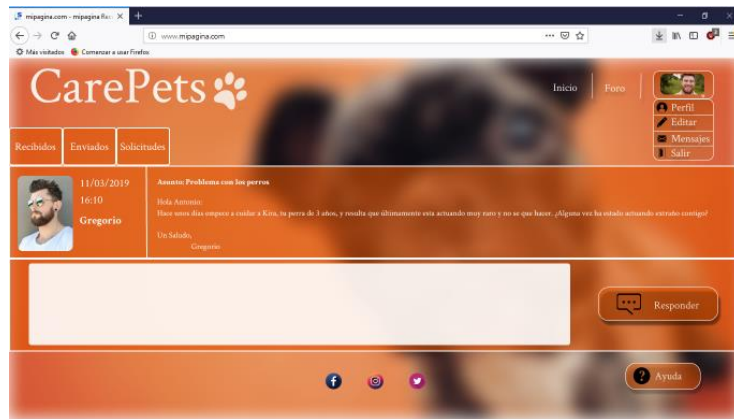 mipagina.com - mipagina Res
www.mipagina.com
Más visitados Comenzar a usar Firefox
CarePets
Inicio Foro
Perfil
Editar
Mensajes
Salir
Recibidos Enviados Solicitudes
11/03/2019
16:10
Gregorio
Asunto: Problema con los perros
Hola Antonio:
Hace unos días empece a cuidar a Kira, tu perra de 3 años, y resulta que últimamente esta actuando muy raro y no se que hacer. ¿Alguna vez ha estado actuando extraño contigo?
Un Saludo,
Gregorio
Responder
Ayuda